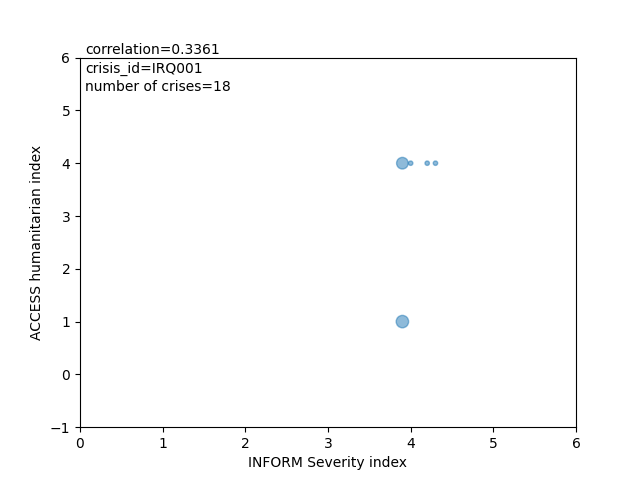 correlation=0.3361
crisis_id=IRQ001
number of crises=18
ACCESS humanitarian index
6
5
4
3
2
1
0
−1
0 1 2 3 4 5 6
INFORM Severity index